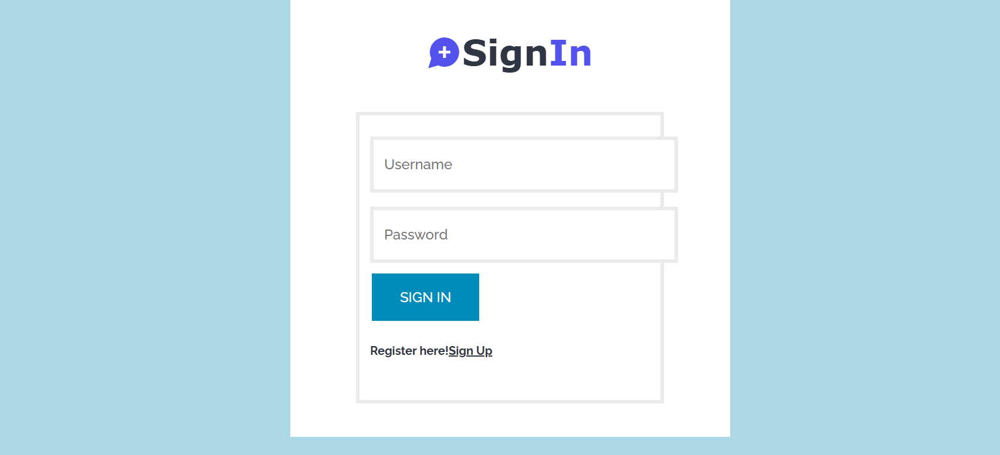 SignIn
Username
Password
SIGN IN
Register here!Sign Up